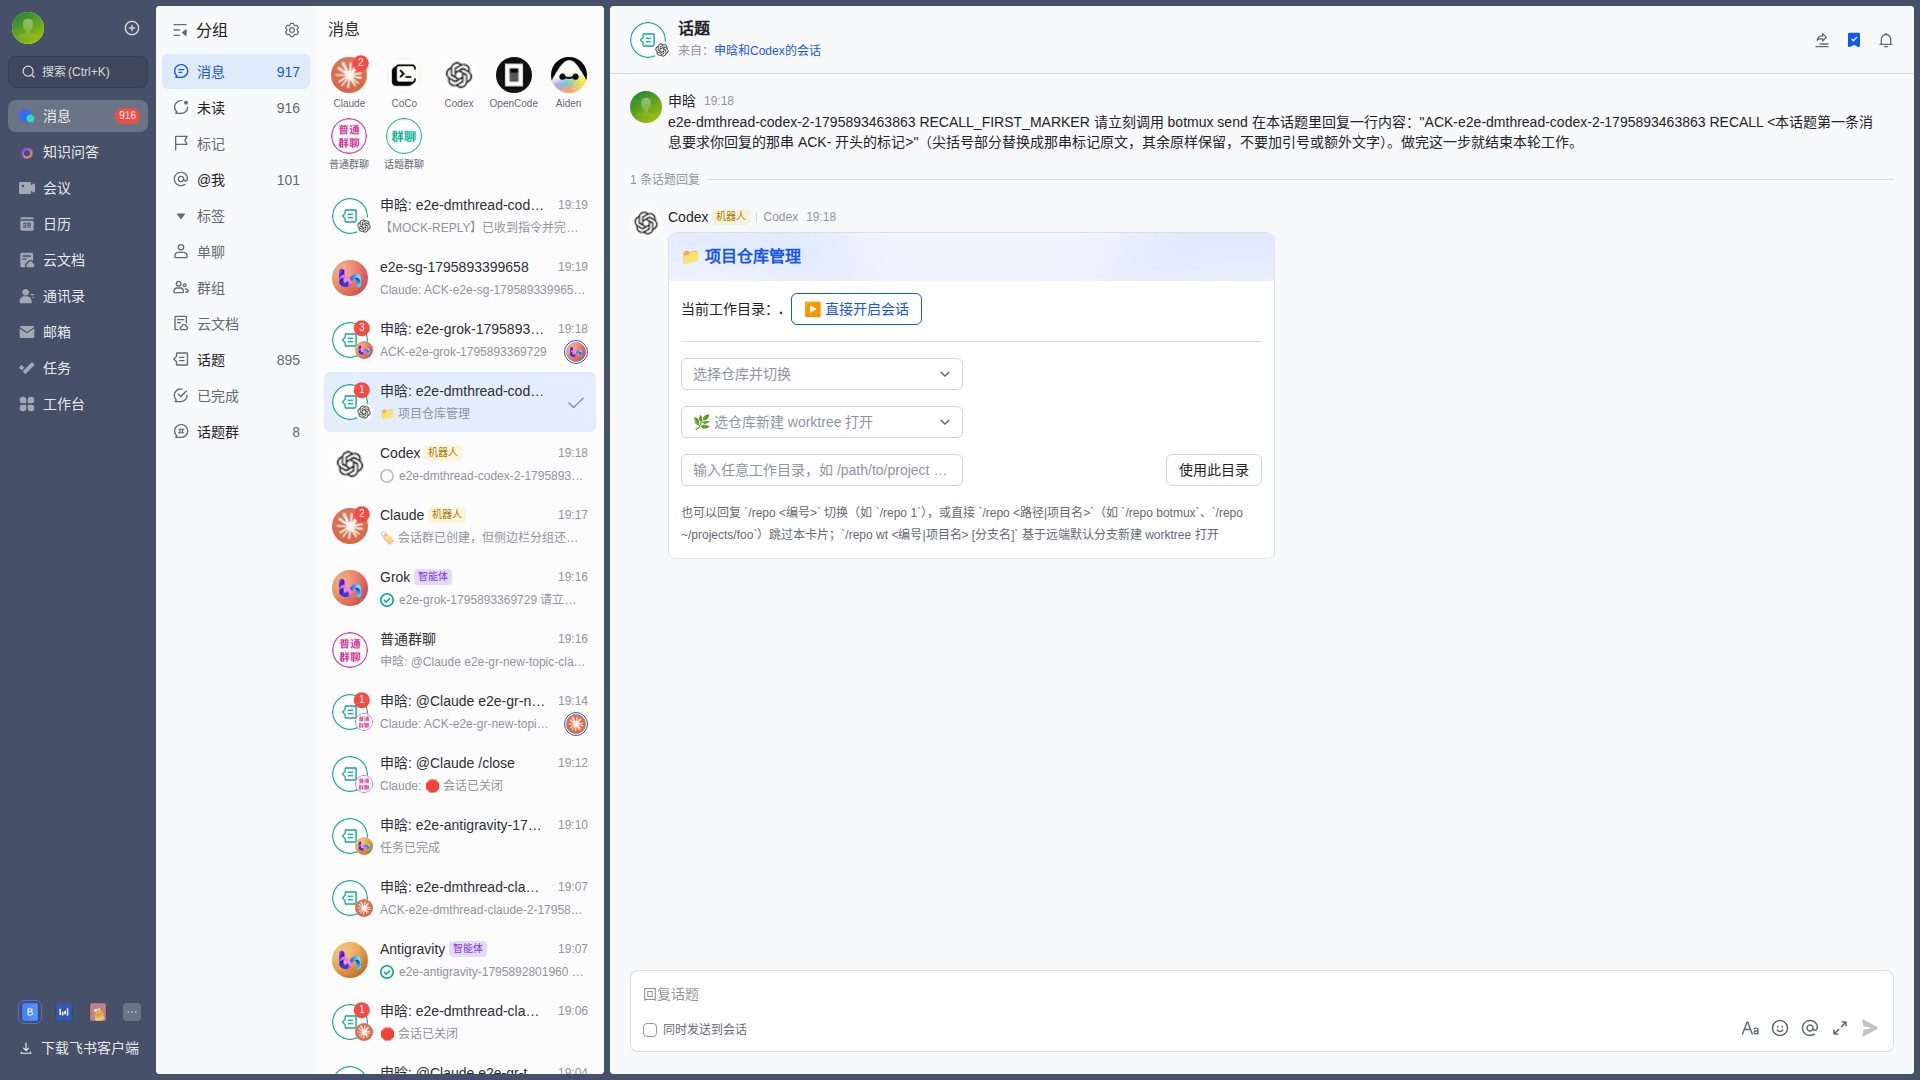 搜索 (Ctrl+K)
消息 916
知识问答
会议
日历
云文档
通讯录
邮箱
任务
工作台
下载飞书客户端
分组
消息 917
未读 916
标记
@我 101
标签
单聊
群组
云文档
话题 895
已完成
话题群 8
消息
2
Claude
CoCo
Codex
OpenCode
Aiden
普通群聊
普通群聊
群聊
话题群聊
申晗: e2e-dmthread-cod… 19:19
【MOCK-REPLY】已收到指令并完…
e2e-sg-1795893399658 19:19
Claude: ACK-e2e-sg-179589339965…
3
申晗: e2e-grok-1795893… 19:18
ACK-e2e-grok-1795893369729
1
申晗: e2e-dmthread-cod…
📁 项目仓库管理
Codex 机器人 19:18
e2e-dmthread-codex-2-1795893…
2
Claude 机器人 19:17
🏷️ 会话群已创建，但侧边栏分组还…
Grok 智能体 19:16
e2e-grok-1795893369729 请立…
普通群聊
普通群聊 19:16
申晗: @Claude e2e-gr-new-topic-cla…
1
申晗: @Claude e2e-gr-n… 19:14
Claude: ACK-e2e-gr-new-topi…
申晗: @Claude /close 19:12
Claude: 🛑 会话已关闭
申晗: e2e-antigravity-17… 19:10
任务已完成
申晗: e2e-dmthread-cla… 19:07
ACK-e2e-dmthread-claude-2-17958…
Antigravity 智能体 19:07
e2e-antigravity-1795892801960 …
1
申晗: e2e-dmthread-cla… 19:06
🛑 会话已关闭
申晗: @Claude e2e-gr-t… 19:04
话题
来自：申晗和Codex的会话
申晗 19:18
e2e-dmthread-codex-2-1795893463863 RECALL_FIRST_MARKER 请立刻调用 botmux send 在本话题里回复一行内容："ACK-e2e-dmthread-codex-2-1795893463863 RECALL <本话题第一条消
息要求你回复的那串 ACK- 开头的标记>"（尖括号部分替换成那串标记原文，其余原样保留，不要加引号或额外文字）。做完这一步就结束本轮工作。
1 条话题回复
Codex 机器人 Codex 19:18
📁 项目仓库管理
当前工作目录：. ▶️ 直接开启会话
选择仓库并切换
🌿 选仓库新建 worktree 打开
输入任意工作目录，如 /path/to/project … 使用此目录
也可以回复 `/repo <编号>` 切换（如 `/repo 1`），或直接 `/repo <路径|项目名>`（如 `/repo botmux`、`/repo
~/projects/foo`）跳过本卡片；`/repo wt <编号|项目名> [分支名]` 基于远端默认分支新建 worktree 打开
回复话题
同时发送到会话